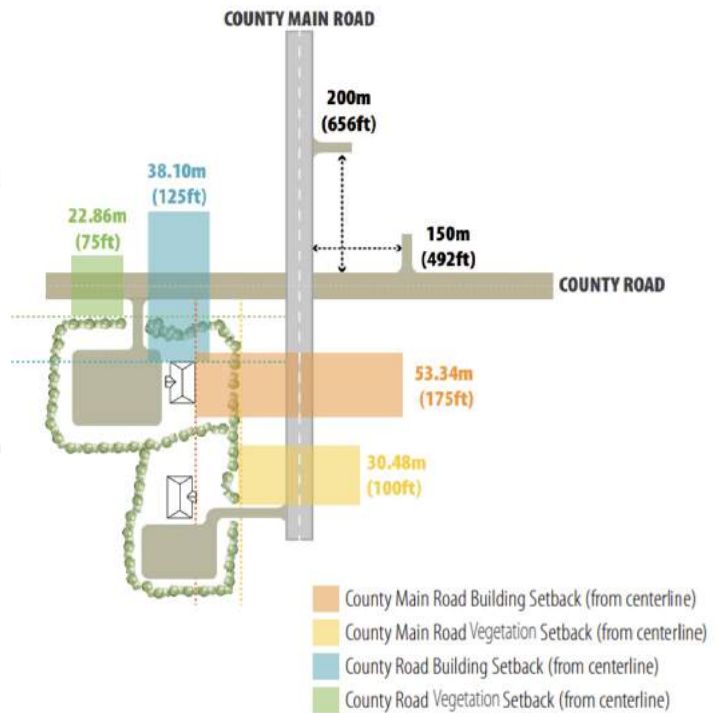 COUNTY MAIN ROAD
200m
(656ft)
38.10m
(125ft)
22.86m
(75ft)
150m
(492ft)
COUNTY ROAD
53.34m
(175ft)
30.48m
(100ft)
County Main Road Building Setback (from centerline)
County Main Road Vegetation Setback (from centerline)
County Road Building Setback (from centerline)
County Road Vegetation Setback (from centerline)